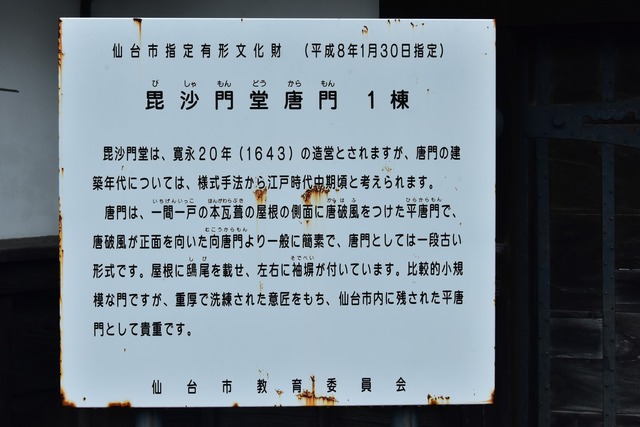 仙台市指定有形文化財 (平成8年1月30日指定)
びしゃもんどうからもん
毘沙門堂唐門 1棟
毘沙門堂は、寛永20年(1643)の造営とされますが、唐門の建
築年代については、様式手法から江戸時代中期頃と考えられます。
いちげんいっこ ほんがわらぶき からはふ ひらからもん
唐門は、一間一戸の本瓦葺の屋根の側面に唐破風をつけた平唐門で、
むこうからもん
唐破風が正面を向いた向唐門より一般に簡素で、唐門としては一段古い
しび そでべい
形式です。屋根に鴟尾を載せ、左右に袖塀が付いています。比較的小規
模な門ですが、重厚で洗練された意匠をもち、仙台市内に残された平唐
門として貴重です。
仙台市教育委員会